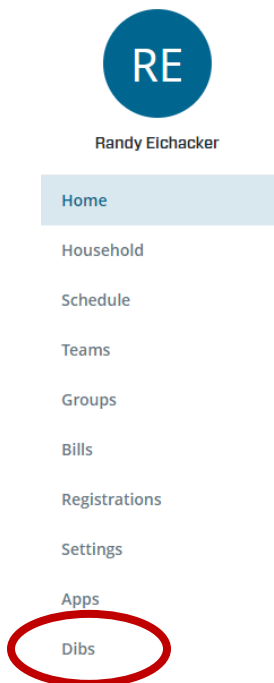 RE
Randy Eichacker
Home
Household
Schedule
Teams
Groups
Bills
Registrations
Settings
Apps
Dibs